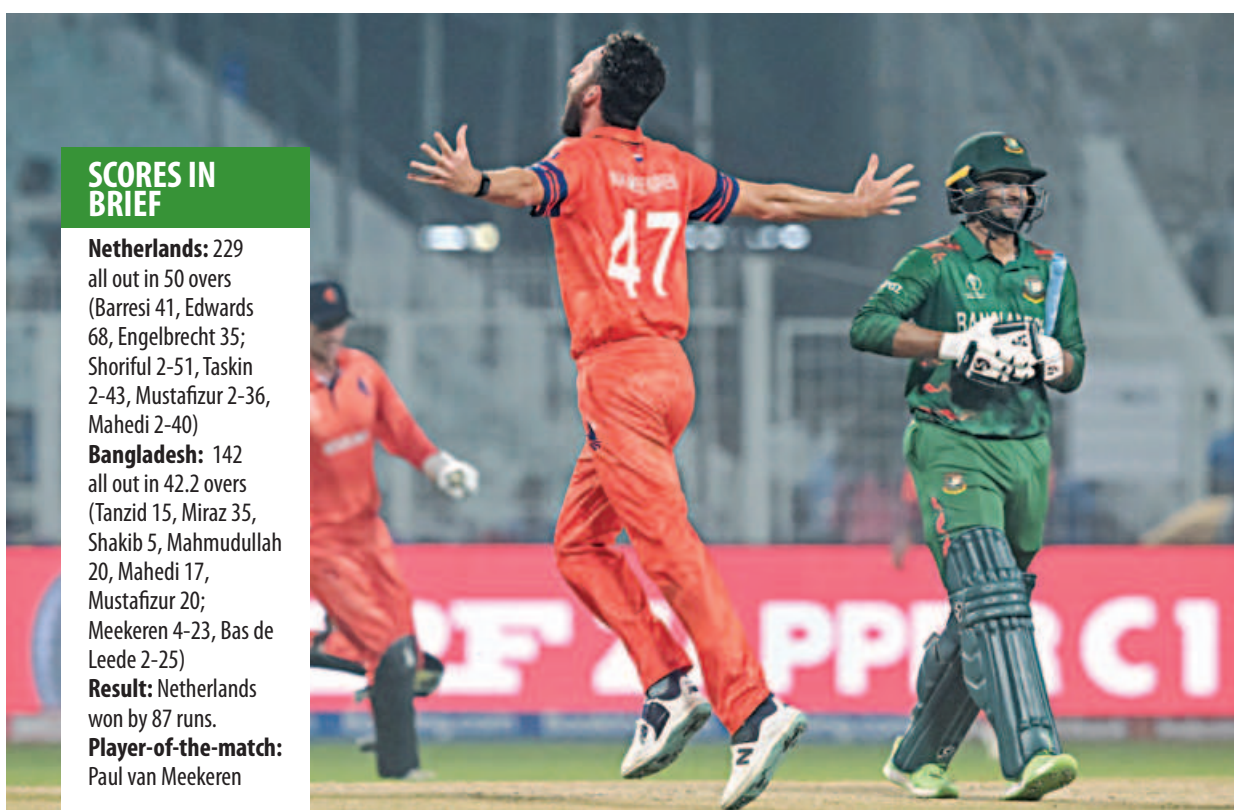 SCORES IN
BRIEF
Netherlands: 229
all out in 50 overs
(Barresi 41, Edwards
68, Engelbrecht 35;
Shoriful 2-51, Taskin
2-43, Mustafizur 2-36,
Mahedi 2-40)
Bangladesh: 142
all out in 42.2 overs
(Tanzid 15, Miraz 35,
Shakib 5, Mahmudullah
20, Mahedi 17,
Mustafizur 20;
Meekeren 4-23, Bas de
Leede 2-25)
Result: Netherlands
won by 87 runs.
Player-of-the-match:
Paul van Meekeren
47